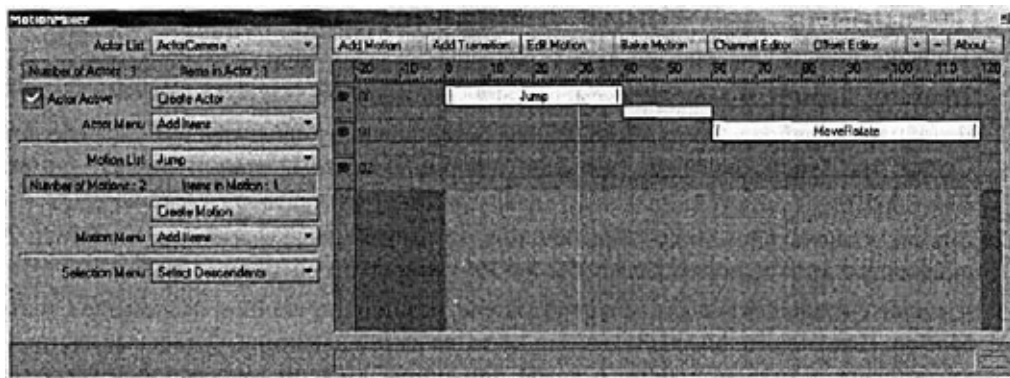 MotionMixer
Actor List ActorCamera
Add Motion Add Transition Edit Motion Bake Motion Channel Editor Offset Editor + - About
Number of Actors : 1 Items in Actor : 1
-20 -10 0 10 20 30 40 50 60 70 80 90 100 110 120
Actor Active Create Actor
00 Jump
Actor Menu Add Items
01 MoveRotate
Motion List Jump
02
Number of Motions : 2 Items in Motion : 1
Create Motion
Motion Menu Add Items
Selection Menu Select Descendents